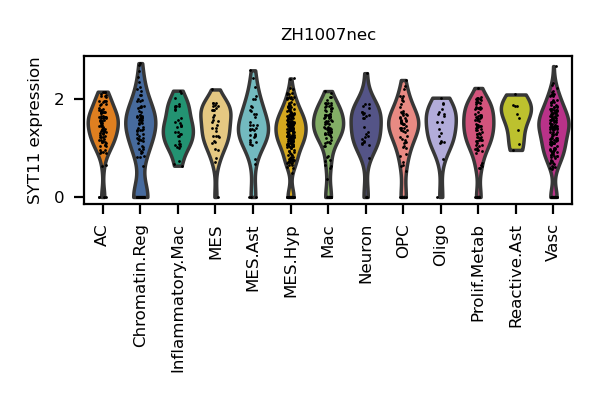 ZH1007nec
SYT11 expression
2
0
AC
Chromatin.Reg
Inflammatory.Mac
MES
MES.Ast
MES.Hyp
Mac
Neuron
OPC
Oligo
Prolif.Metab
Reactive.Ast
Vasc